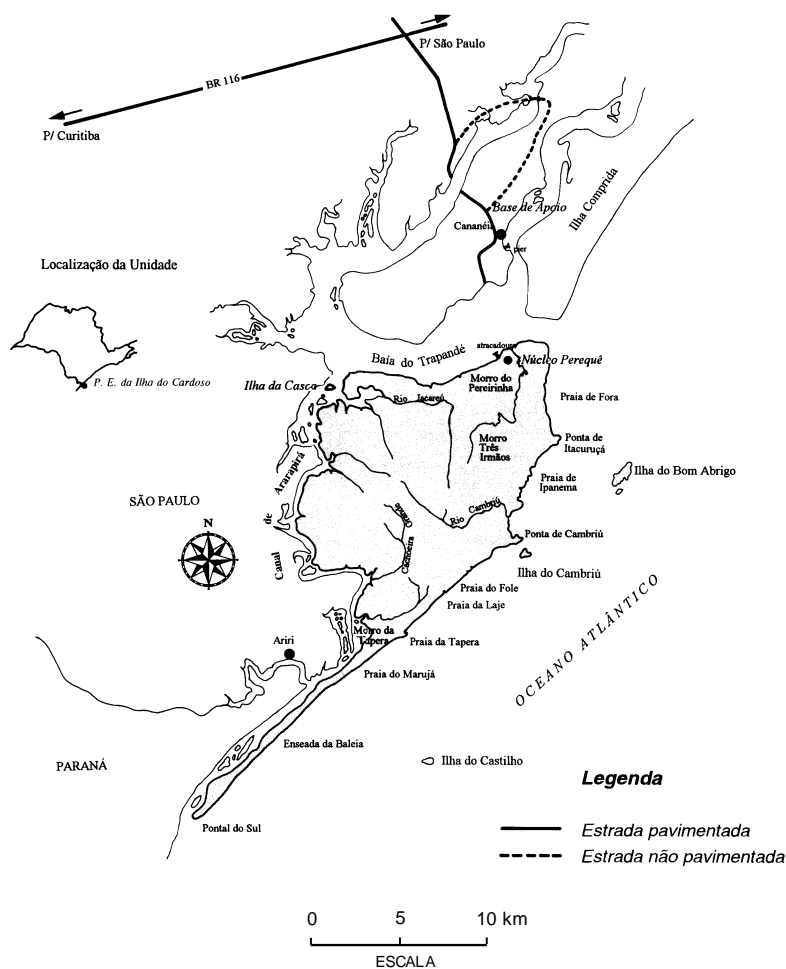 P/ São Paulo
BR 116
P/ Curitiba
Ilha Comprida
Base de Apoio
Cananéia
pier
Localização da Unidade
P. E. da Ilha do Cardoso
Baía do Trapandé
atracadouro
Núcleo Perequê
Ilha da Casca
Morro do
Pereirinha
Rio Jacareú
Praia de Fora
Morro
Três
Irmãos
Ponta de
Itacuruçá
Ilha do Bom Abrigo
Praia de
Ipanema
Canal de Ararapirá
SÃO PAULO
N
Rio Cambriú
Cachoeira Grande
Ponta de Cambriú
Ilha do Cambriú
Praia do Fole
Praia da Laje
OCEANO ATLÂNTICO
Morro da
Tapera
Ariri
Praia da Tapera
Praia do Marujá
Enseada da Baleia
Ilha do Castilho
PARANÁ
Pontal do Sul
Legenda
Estrada pavimentada
Estrada não pavimentada
0 5 10 km
ESCALA